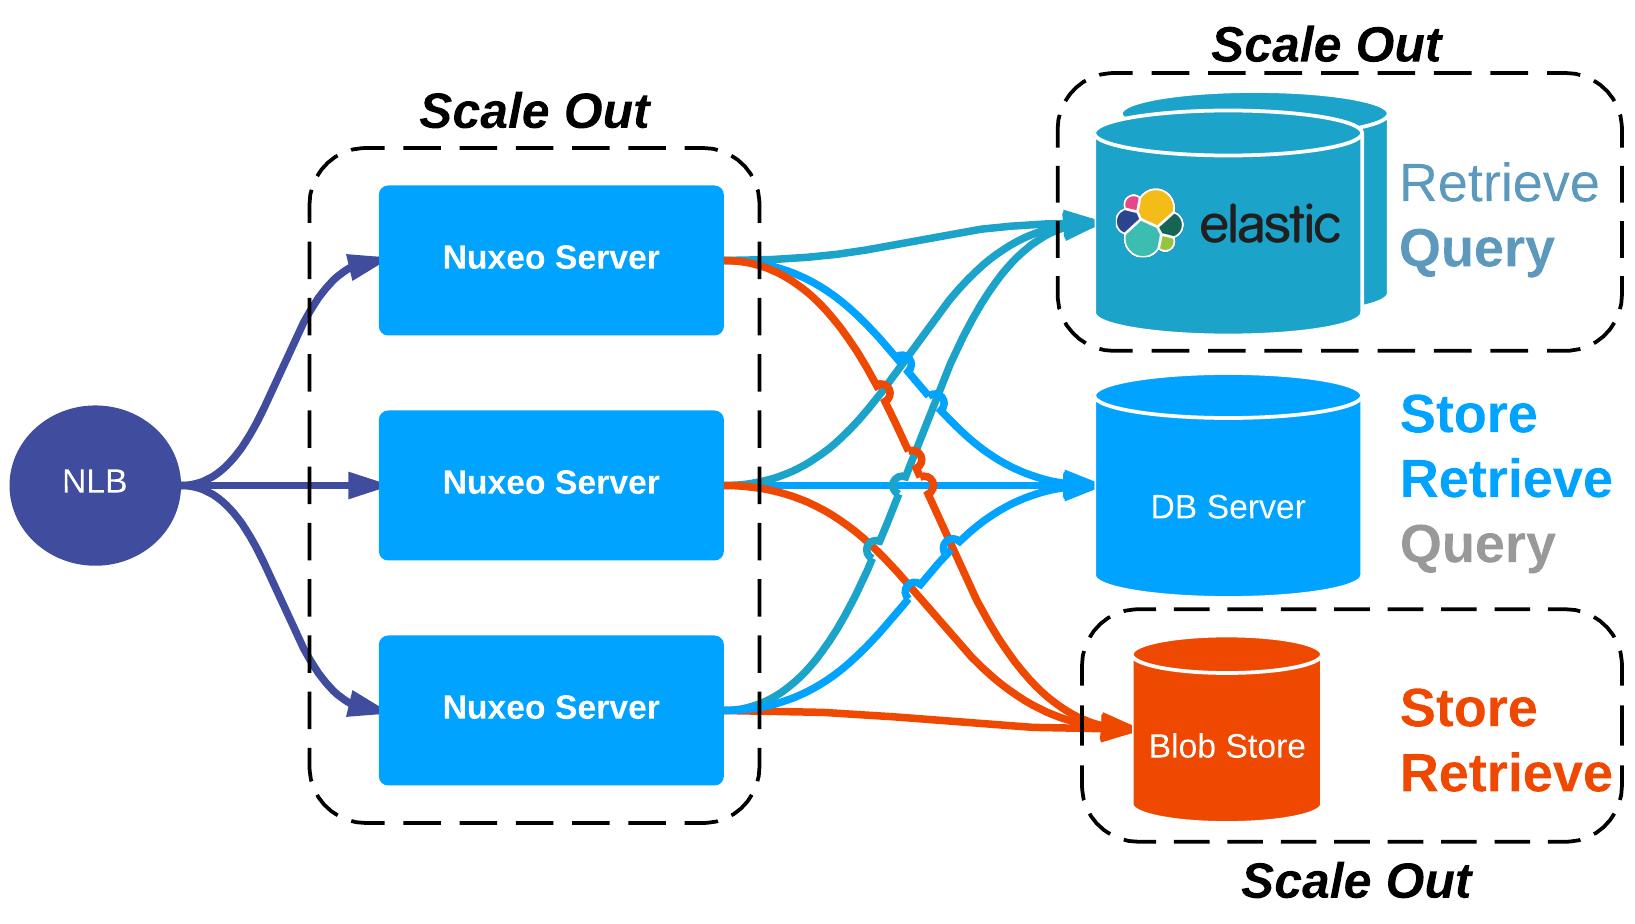 Scale Out
Scale Out
NLB
Nuxeo Server
Nuxeo Server
Nuxeo Server
elastic
Retrieve
Query
DB Server
Store
Retrieve
Query
Blob Store
Store
Retrieve
Scale Out